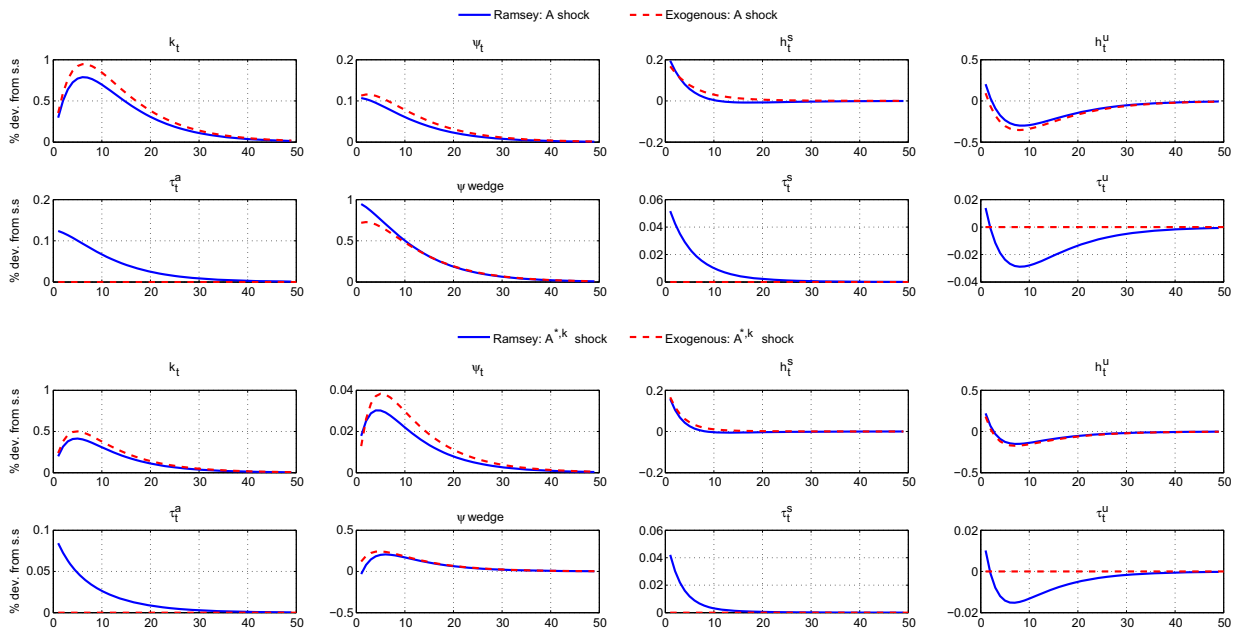 Ramsey: A shock Exogenous: A shock
k_t ψ_t h_t^s h_t^u
% dev. from s.s
1 0.5 0
0.2 0.1 0
0.2 0 −0.2
0.5 0 −0.5
0 10 20 30 40 50 0 10 20 30 40 50 0 10 20 30 40 50 0 10 20 30 40 50
τ_t^a ψ wedge τ_t^s τ_t^u
% dev. from s.s
0.2 0.1 0
1 0.5 0
0.06 0.04 0.02 0
0.02 0 −0.02 −0.04
0 10 20 30 40 50 0 10 20 30 40 50 0 10 20 30 40 50 0 10 20 30 40 50
Ramsey: A^{*,k} shock Exogenous: A^{*,k} shock
k_t ψ_t h_t^s h_t^u
% dev. from s.s
1 0.5 0
0.04 0.02 0
0.2 0 −0.2
0.5 0 −0.5
0 10 20 30 40 50 0 10 20 30 40 50 0 10 20 30 40 50 0 10 20 30 40 50
τ_t^a ψ wedge τ_t^s τ_t^u
% dev. from s.s
0.1 0.05 0
0.5 0 −0.5
0.06 0.04 0.02 0
0.02 0 −0.02
0 10 20 30 40 50 0 10 20 30 40 50 0 10 20 30 40 50 0 10 20 30 40 50